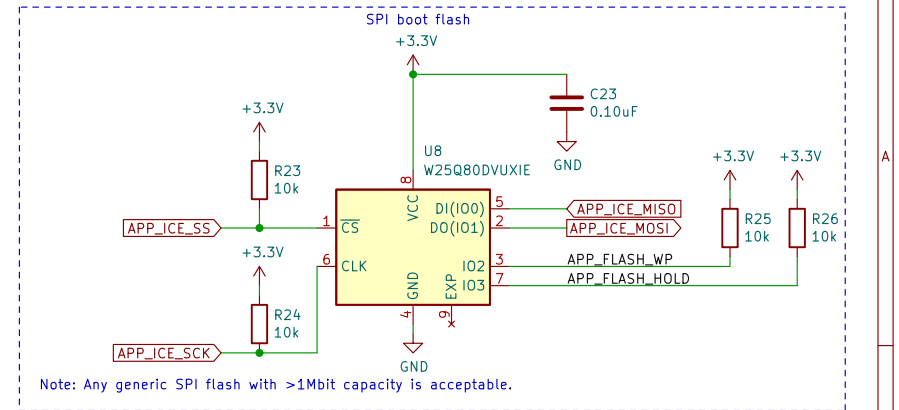 SPI boot flash
+3.3V
C23
0.10uF
GND
+3.3V
R23
10k
U8
W25Q80DVUXIE
+3.3V
+3.3V
A
8
VCC
APP_ICE_SS
1
CS
DI(IO0)
5
APP_ICE_MISO
DO(IO1)
2
APP_ICE_MOSI
R25
10k
R26
10k
+3.3V
6
CLK
IO2
3
APP_FLASH_WP
IO3
7
APP_FLASH_HOLD
GND
EXP
4
9
R24
10k
APP_ICE_SCK
GND
Note: Any generic SPI flash with >1Mbit capacity is acceptable.